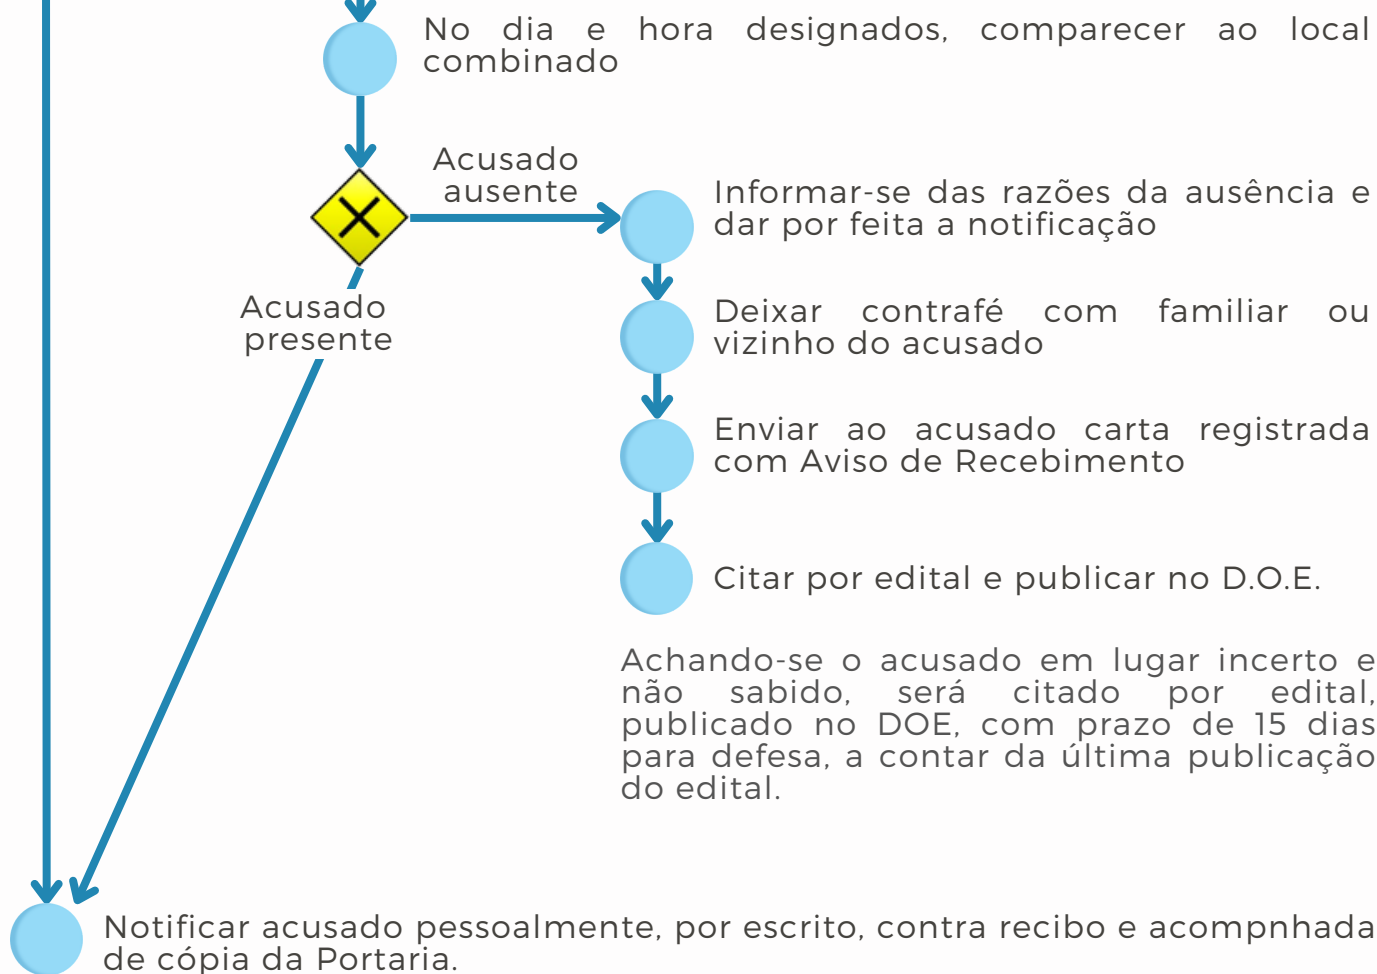 No dia e hora designados, comparecer ao local
combinado
Acusado
ausente
Informar-se das razões da ausência e
dar por feita a notificação
Acusado
presente
Deixar contrafé com familiar ou
vizinho do acusado
Enviar ao acusado carta registrada
com Aviso de Recebimento
Citar por edital e publicar no D.O.E.
Achando-se o acusado em lugar incerto e
não sabido, será citado por edital,
publicado no DOE, com prazo de 15 dias
para defesa, a contar da última publicação
do edital.
Notificar acusado pessoalmente, por escrito, contra recibo e acompnhada
de cópia da Portaria.